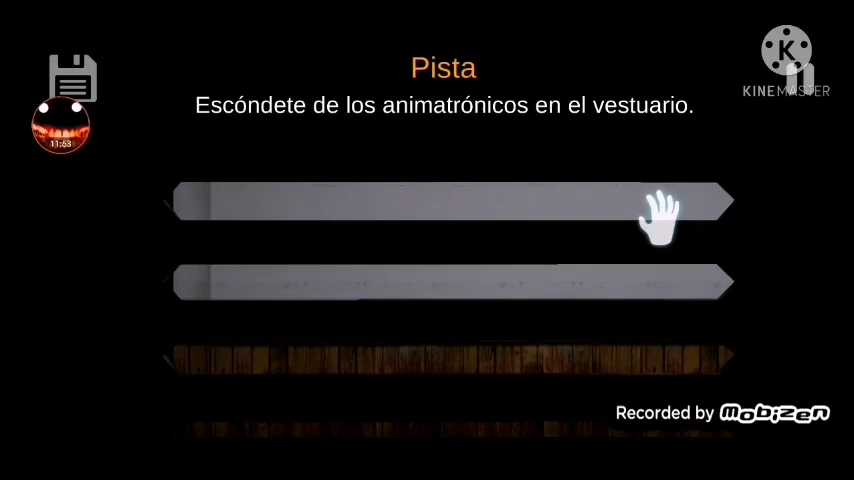 Pista
Escóndete de los animatrónicos en el vestuario.
KINEMASTER
11:53
Recorded by mobizen